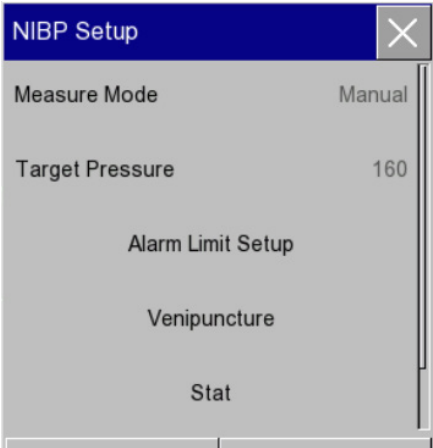 NIBP Setup
Measure Mode Manual
Target Pressure 160
Alarm Limit Setup
Venipuncture
Stat